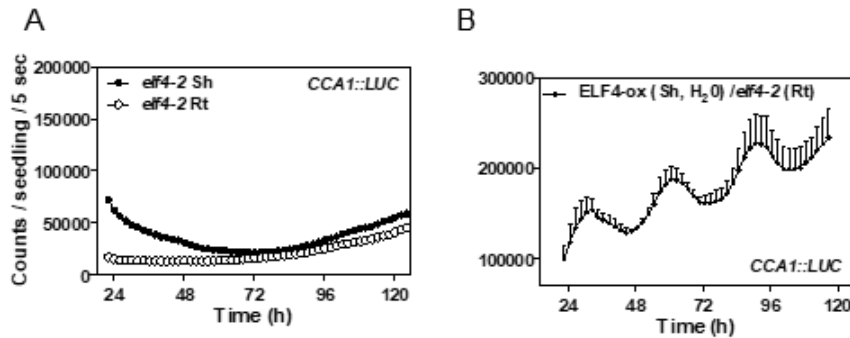 A
Counts / seedling / 5 sec
200000
150000
100000
50000
0
elf4-2 Sh
elf4-2 Rt
CCA1::LUC
24 48 72 96 120
Time (h)
B
300000
200000
100000
ELF4-ox (Sh, H₂0) /elf4-2 (Rt)
CCA1::LUC
24 48 72 96 120
Time (h)